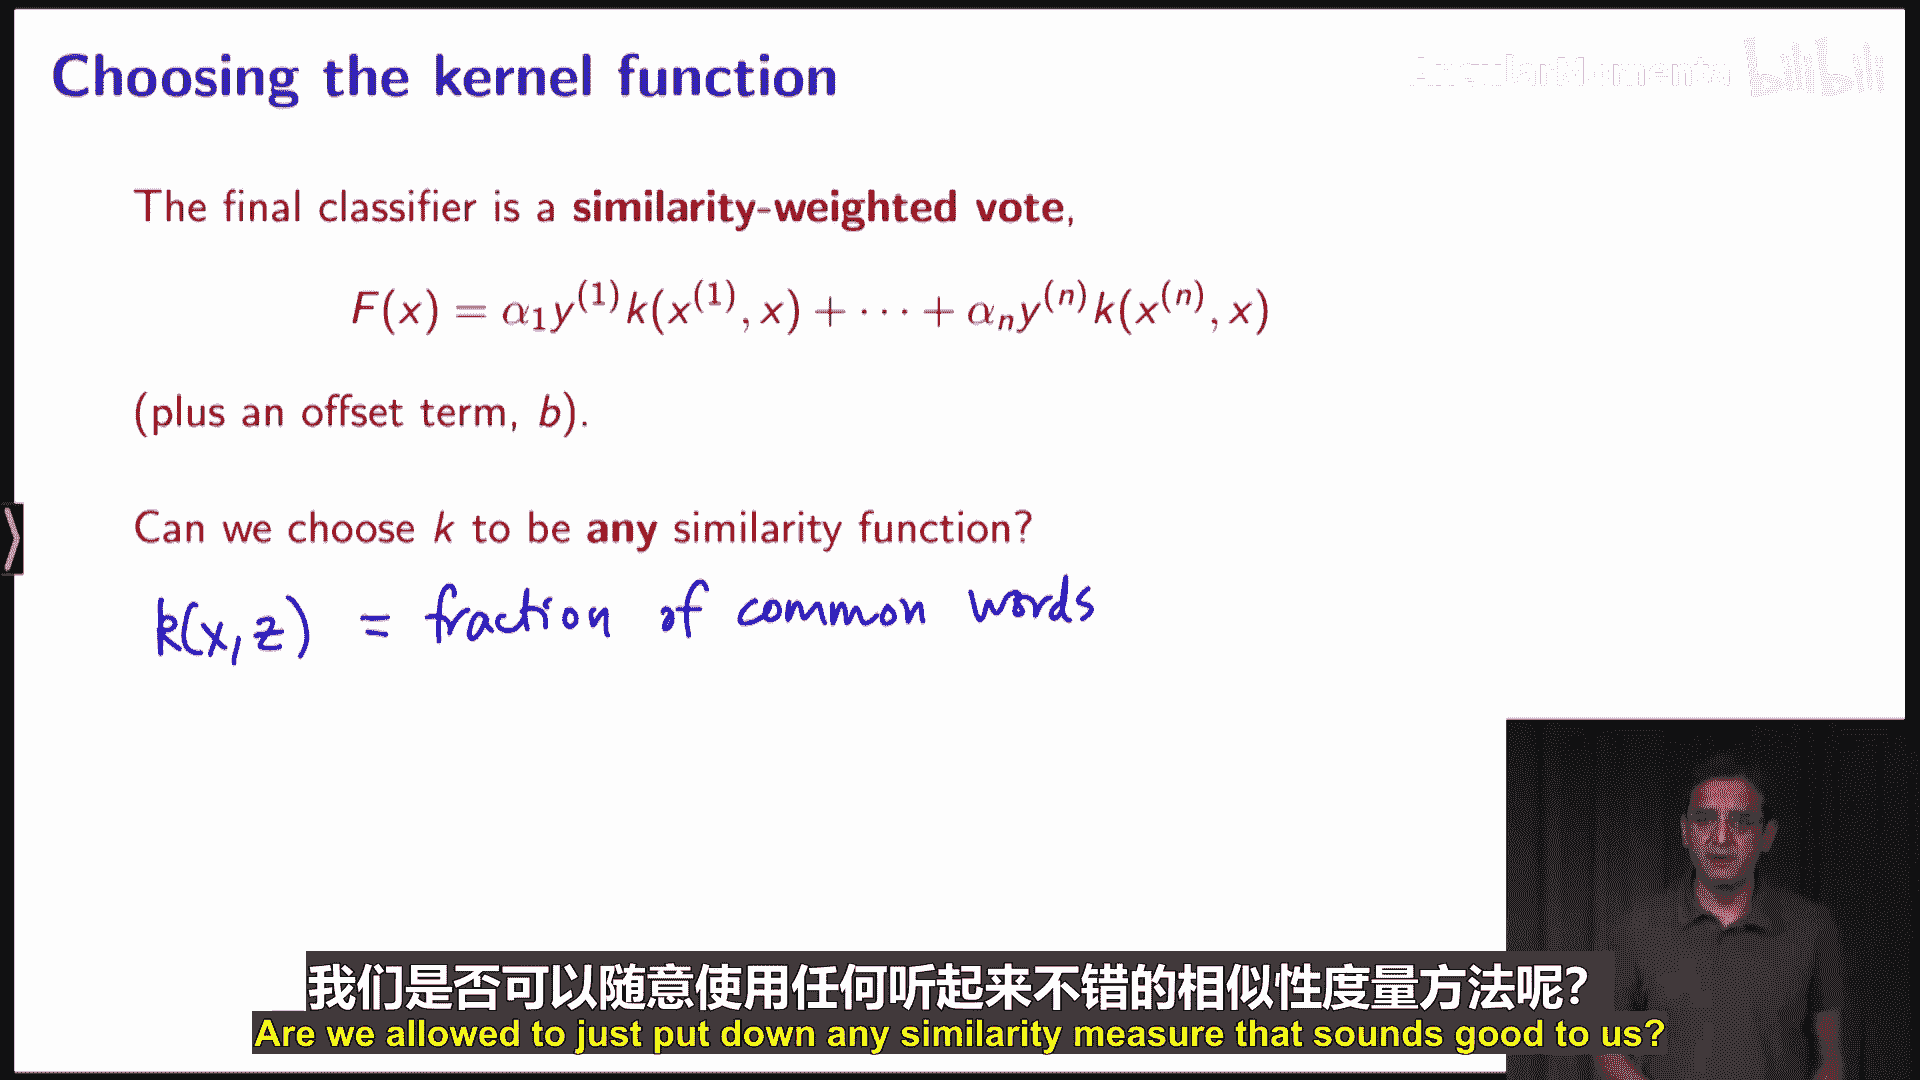 Choosing the kernel function
bilibili
The final classifier is a similarity-weighted vote,
F(x) = α₁y⁽¹⁾k(x⁽¹⁾, x) + ⋯ + αₙy⁽ⁿ⁾k(x⁽ⁿ⁾, x)
(plus an offset term, b).
Can we choose k to be any similarity function?
k(x,z) = fraction of common words
我们是否可以随意使用任何听起来不错的相似性度量方法呢?
Are we allowed to just put down any similarity measure that sounds good to us?